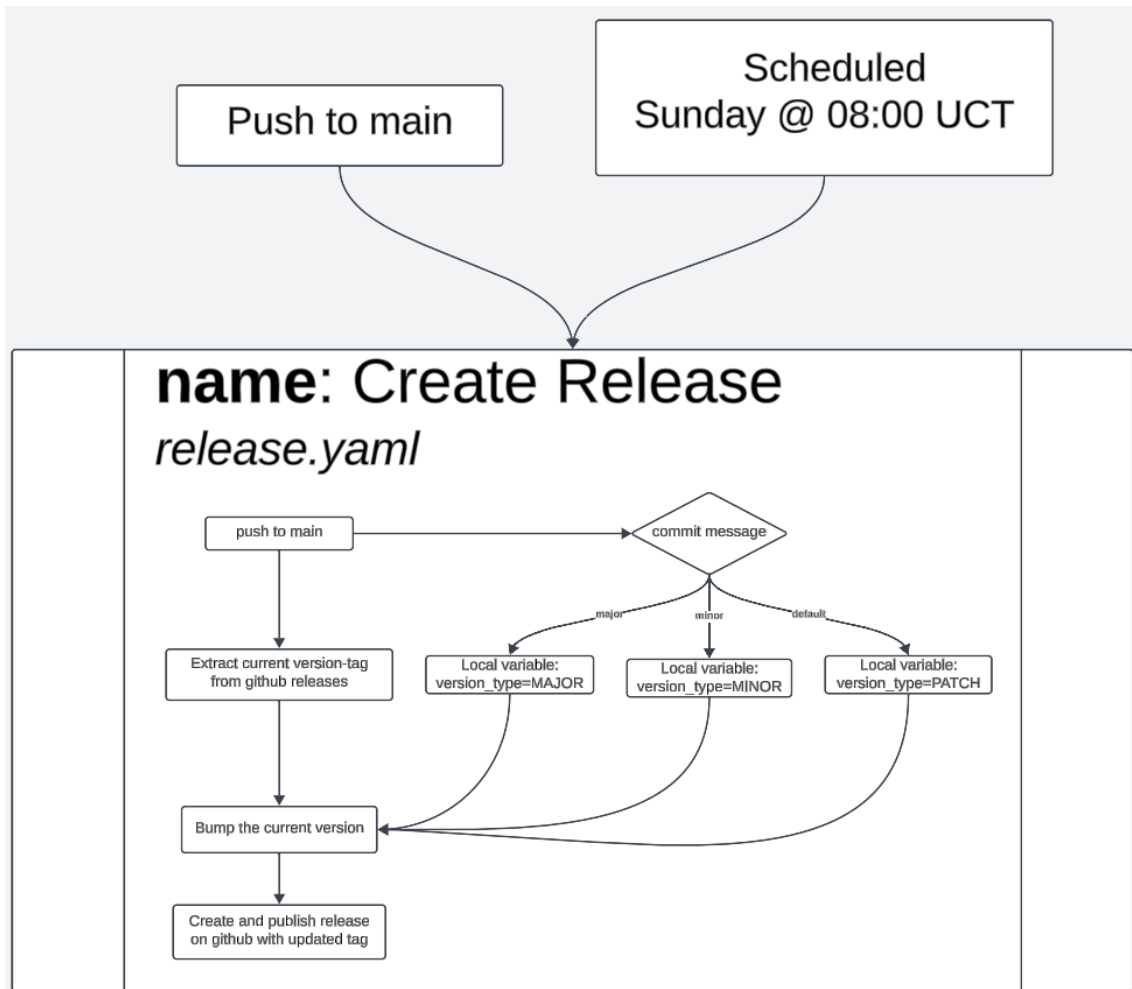 Push to main
Scheduled
Sunday @ 08:00 UCT
name: Create Release
release.yaml
push to main
commit message
major
minor
default
Extract current version-tag
from github releases
Local variable:
version_type=MAJOR
Local variable:
version_type=MINOR
Local variable:
version_type=PATCH
Bump the current version
Create and publish release
on github with updated tag